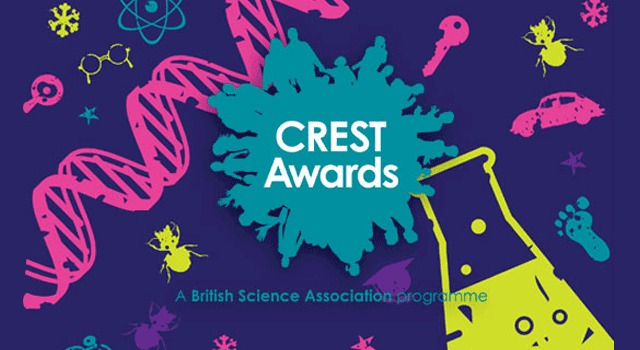 CREST
Awards
A British Science Association programme